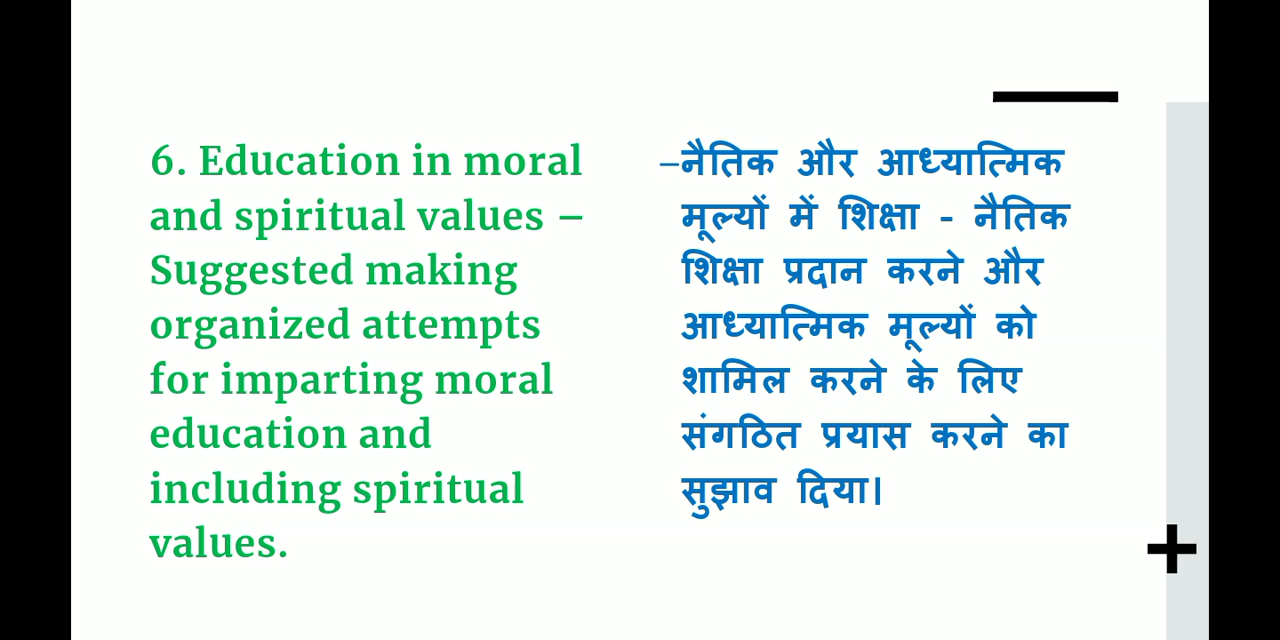 6. Education in moral
and spiritual values –
Suggested making
organized attempts
for imparting moral
education and
including spiritual
values.
–नैतिक और आध्यात्मिक
मूल्यों में शिक्षा - नैतिक
शिक्षा प्रदान करने और
आध्यात्मिक मूल्यों को
शामिल करने के लिए
संगठित प्रयास करने का
सुझाव दिया।